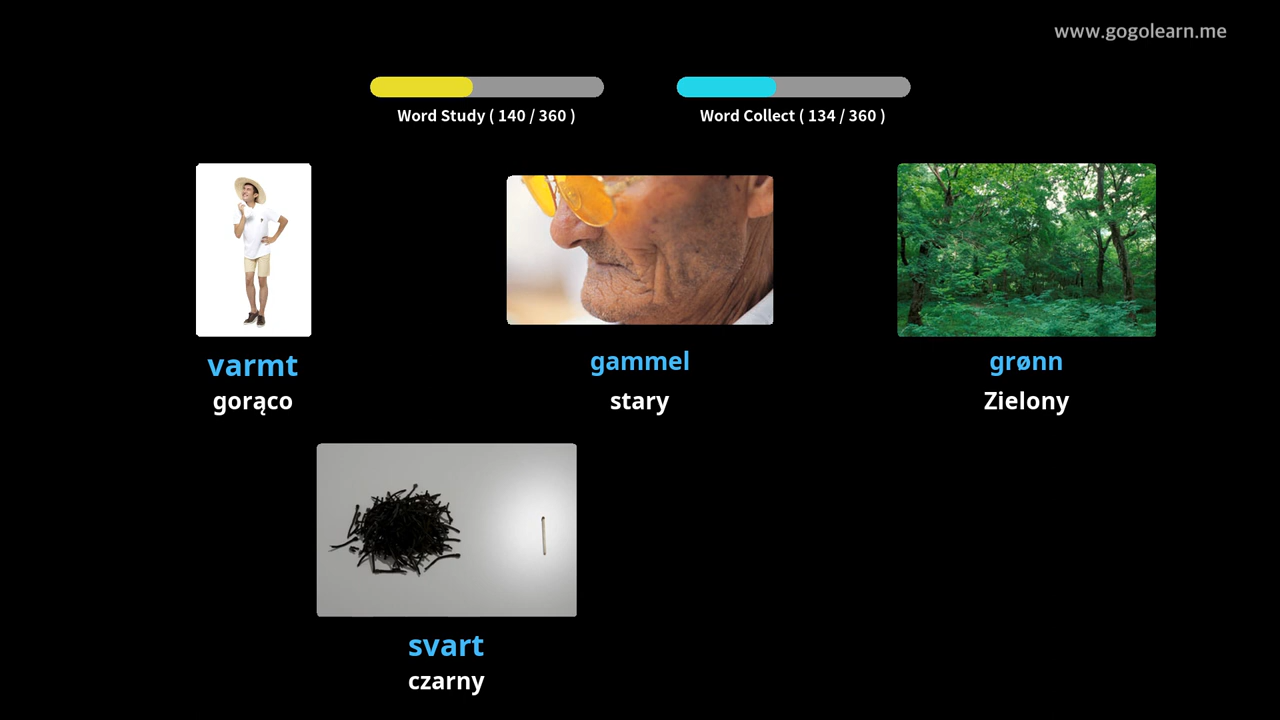 www.gogolearn.me
Word Study ( 140 / 360 )
Word Collect ( 134 / 360 )
varmt
gorąco
gammel
stary
grønn
Zielony
svart
czarny